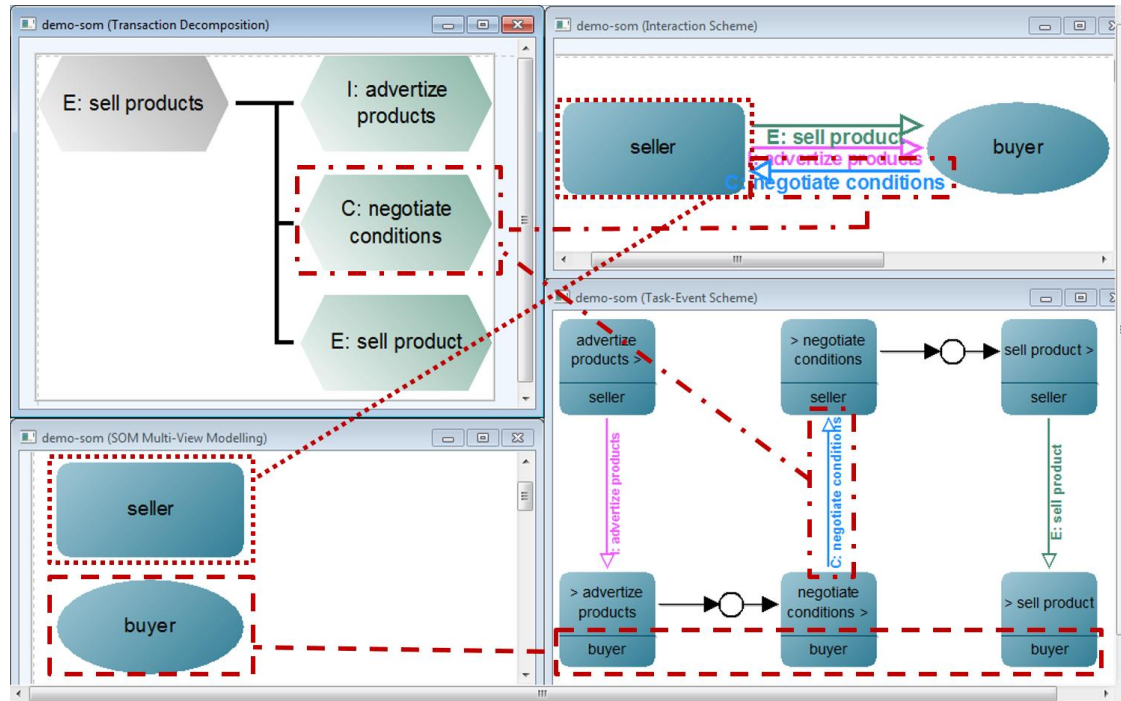 demo-som (Transaction Decomposition)
E: sell products
I: advertize
products
C: negotiate
conditions
E: sell product
demo-som (Interaction Scheme)
seller
E: sell product
I: advertize products
C: negotiate conditions
buyer
demo-som (SOM Multi-View Modelling)
seller
buyer
demo-som (Task-Event Scheme)
advertize
products >
seller
> negotiate
conditions
seller
sell product >
seller
I: advertize products
C: negotiate conditions
E: sell product
> advertize
products
buyer
negotiate
conditions >
buyer
> sell product
buyer